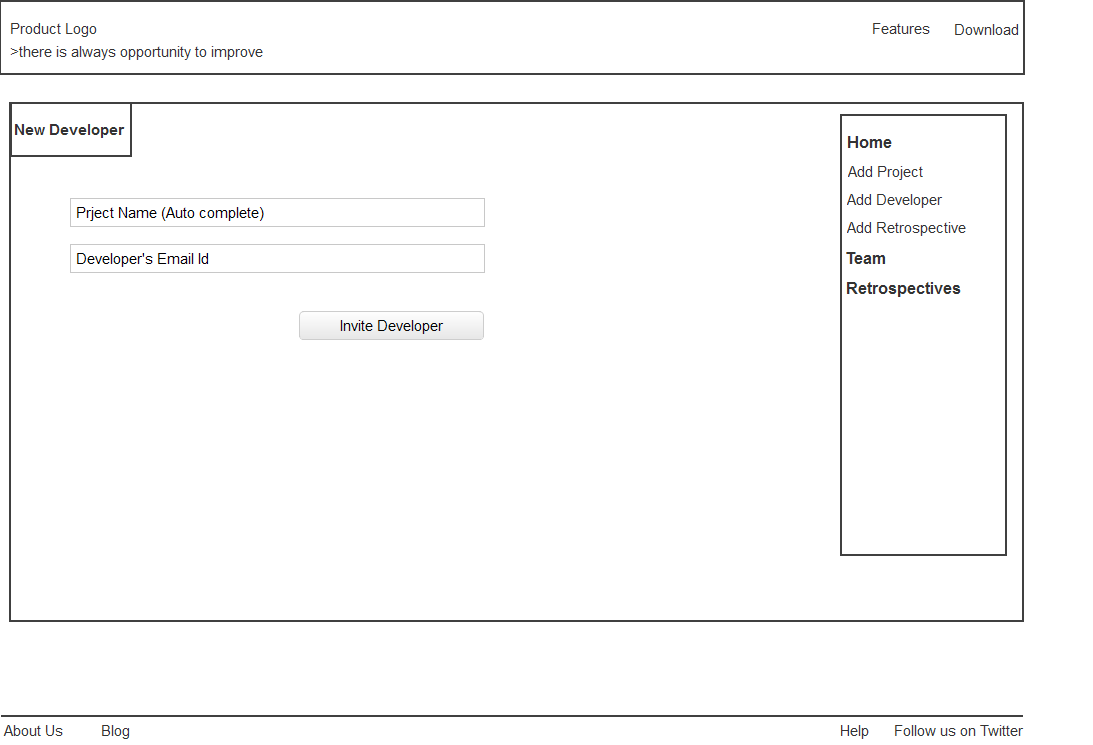 Product Logo
Features
Download
>there is always opportunity to improve
New Developer
Prject Name (Auto complete)
Developer's Email Id
Invite Developer
Home
Add Project
Add Developer
Add Retrospective
Team
Retrospectives
About Us
Blog
Help
Follow us on Twitter